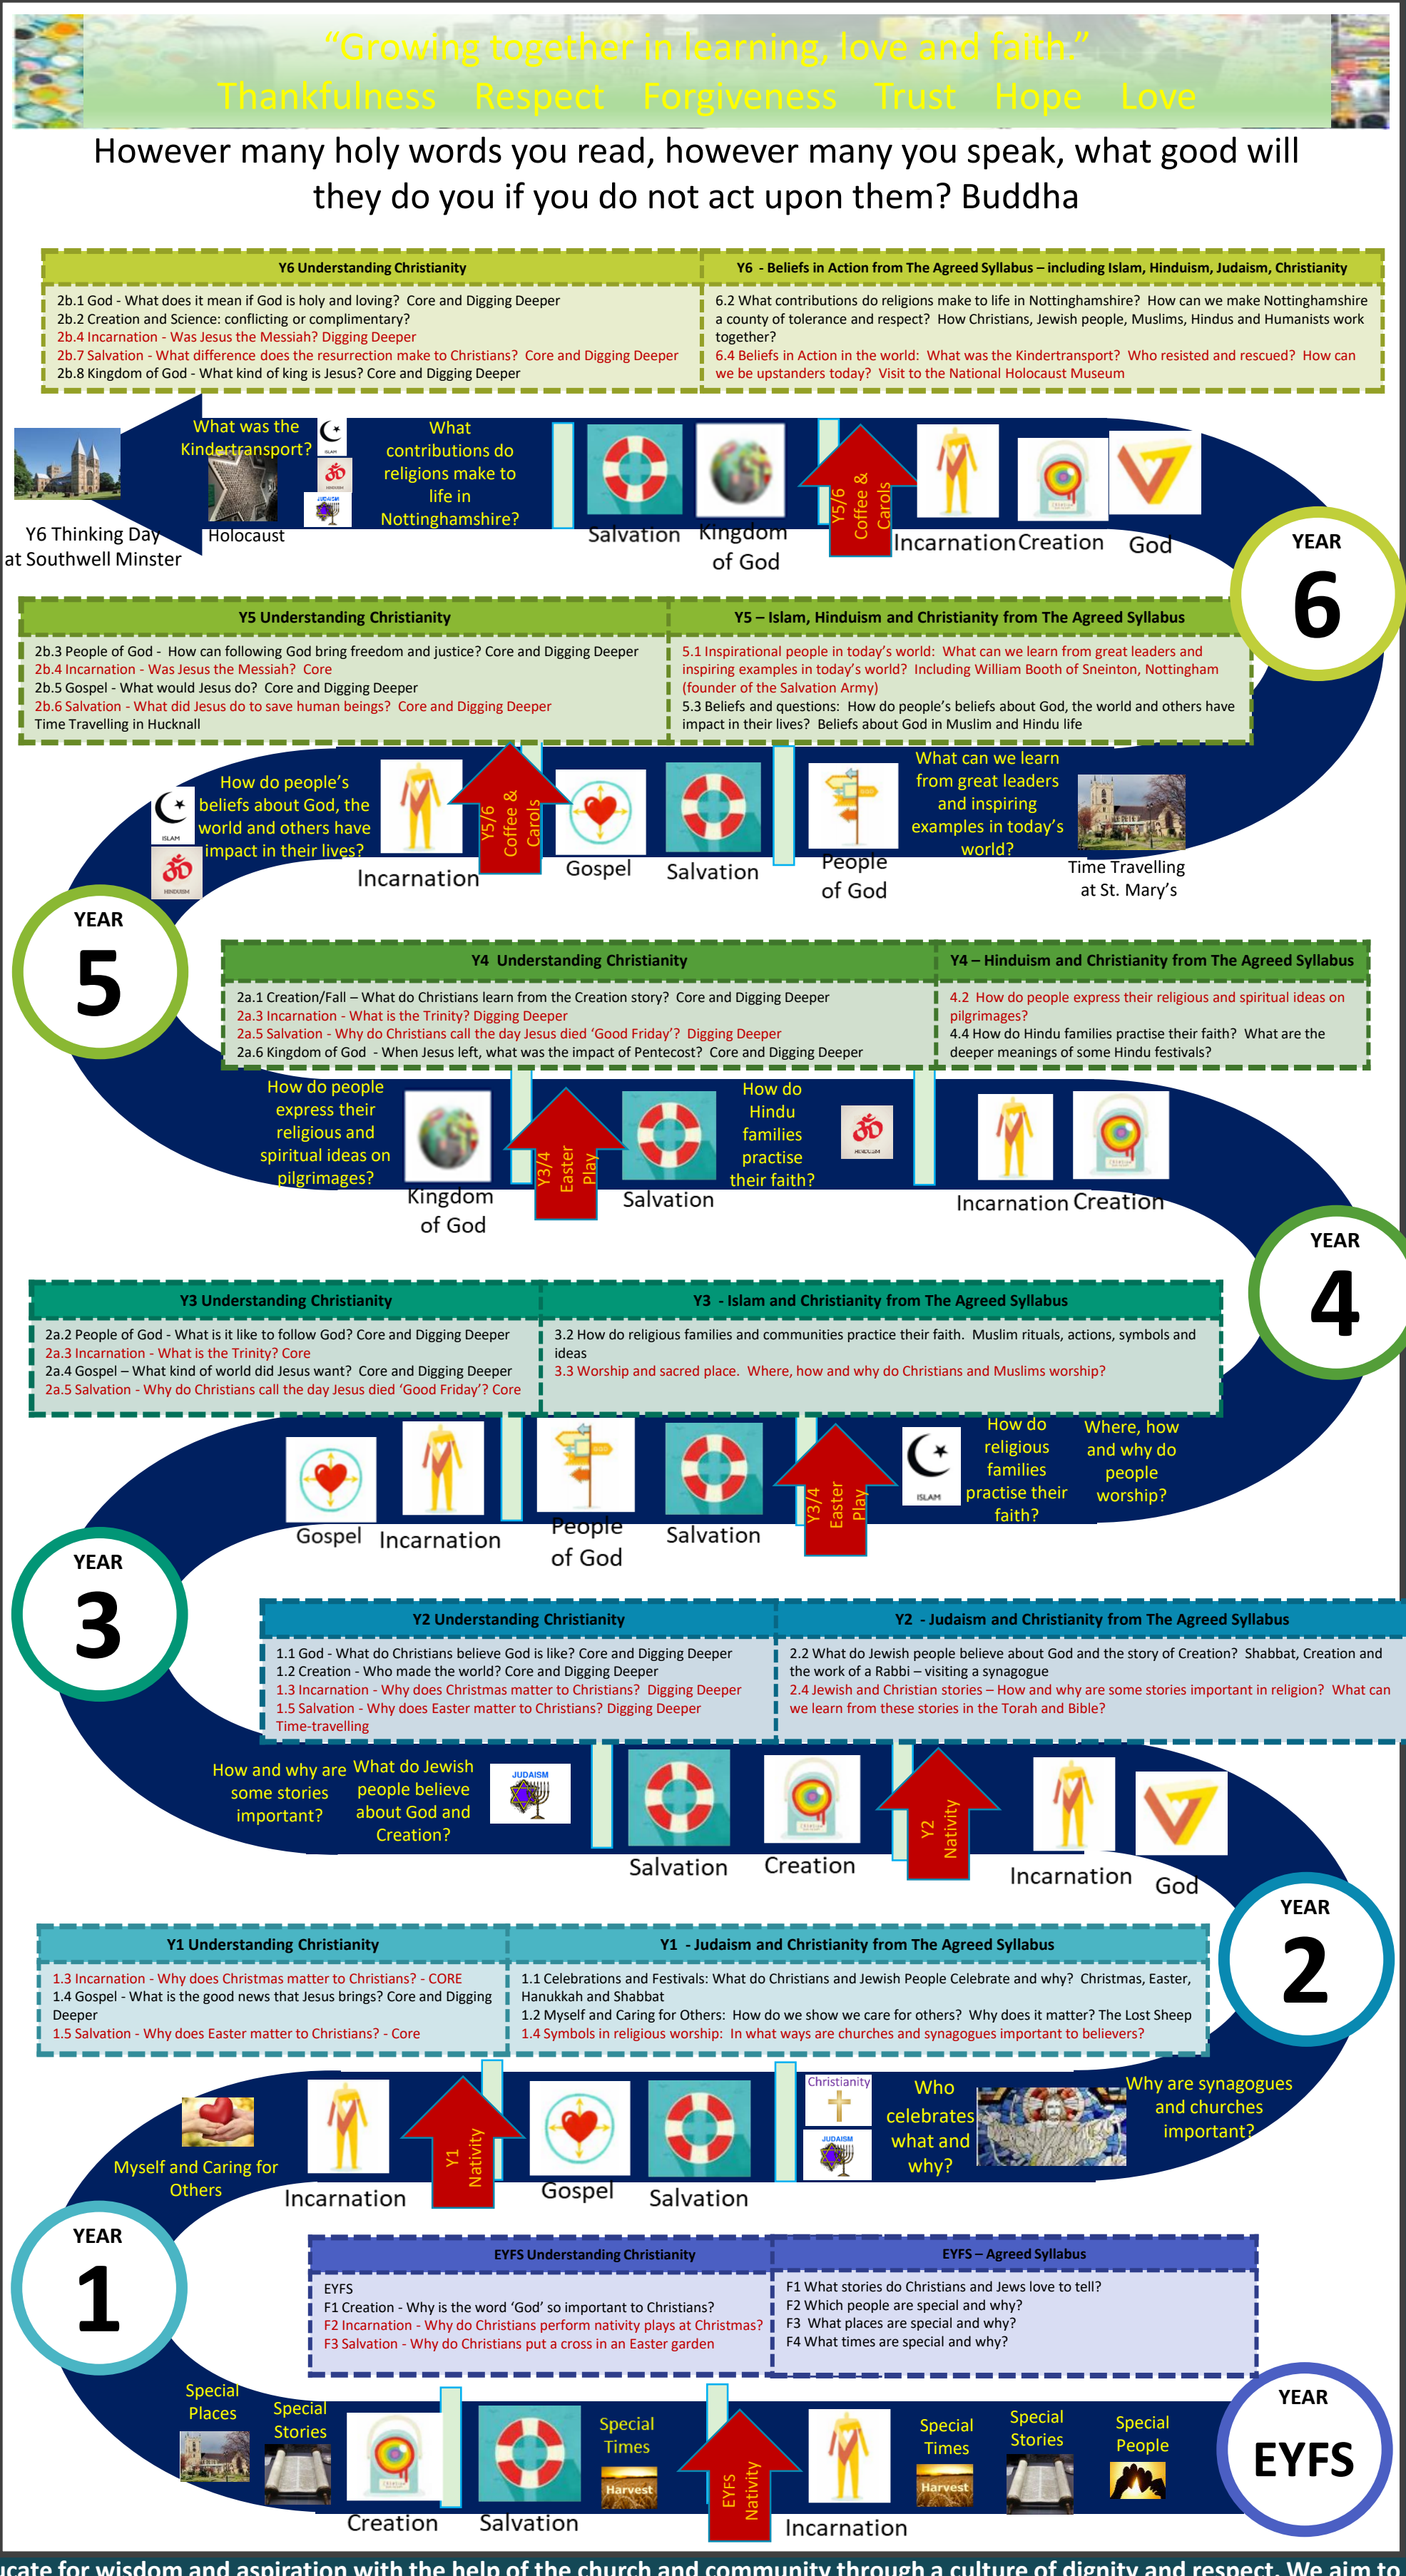 “Growing together in learning, love and faith.”
Thankfulness Respect Forgiveness Trust Hope Love
However many holy words you read, however many you speak, what good will
they do you if you do not act upon them? Buddha
Y6 Understanding Christianity
2b.1 God - What does it mean if God is holy and loving? Core and Digging Deeper
2b.2 Creation and Science: conflicting or complimentary?
2b.4 Incarnation - Was Jesus the Messiah? Digging Deeper
2b.7 Salvation - What difference does the resurrection make to Christians? Core and Digging Deeper
2b.8 Kingdom of God - What kind of king is Jesus? Core and Digging Deeper
Y6 - Beliefs in Action from The Agreed Syllabus – including Islam, Hinduism, Judaism, Christianity
6.2 What contributions do religions make to life in Nottinghamshire? How can we make Nottinghamshire
a county of tolerance and respect? How Christians, Jewish people, Muslims, Hindus and Humanists work
together?
6.4 Beliefs in Action in the world: What was the Kindertransport? Who resisted and rescued? How can
we be upstanders today? Visit to the National Holocaust Museum
Y6 Thinking Day
at Southwell Minster
What was the
Kindertransport?
Holocaust
ISLAM
HINDUISM
JUDAISM
What
contributions do
religions make to
life in
Nottinghamshire?
Salvation
Kingdom
of God
Y5/6
Coffee &
Carols
Incarnation
Creation
God
YEAR
6
Y5 Understanding Christianity
2b.3 People of God - How can following God bring freedom and justice? Core and Digging Deeper
2b.4 Incarnation - Was Jesus the Messiah? Core
2b.5 Gospel - What would Jesus do? Core and Digging Deeper
2b.6 Salvation - What did Jesus do to save human beings? Core and Digging Deeper
Time Travelling in Hucknall
Y5 – Islam, Hinduism and Christianity from The Agreed Syllabus
5.1 Inspirational people in today’s world: What can we learn from great leaders and
inspiring examples in today’s world? Including William Booth of Sneinton, Nottingham
(founder of the Salvation Army)
5.3 Beliefs and questions: How do people’s beliefs about God, the world and others have
impact in their lives? Beliefs about God in Muslim and Hindu life
ISLAM
HINDUISM
How do people’s
beliefs about God, the
world and others have
impact in their lives?
Incarnation
Y5/6
Coffee &
Carols
Gospel
Salvation
People
of God
What can we learn
from great leaders
and inspiring
examples in today’s
world?
Time Travelling
at St. Mary’s
YEAR
5
Y4 Understanding Christianity
2a.1 Creation/Fall – What do Christians learn from the Creation story? Core and Digging Deeper
2a.3 Incarnation - What is the Trinity? Digging Deeper
2a.5 Salvation - Why do Christians call the day Jesus died ‘Good Friday’? Digging Deeper
2a.6 Kingdom of God - When Jesus left, what was the impact of Pentecost? Core and Digging Deeper
Y4 – Hinduism and Christianity from The Agreed Syllabus
4.2 How do people express their religious and spiritual ideas on
pilgrimages?
4.4 How do Hindu families practise their faith? What are the
deeper meanings of some Hindu festivals?
How do people
express their
religious and
spiritual ideas on
pilgrimages?
Kingdom
of God
Y3/4
Easter
Play
Salvation
How do
Hindu
families
practise
their faith?
HINDUISM
Incarnation
Creation
YEAR
4
Y3 Understanding Christianity
2a.2 People of God - What is it like to follow God? Core and Digging Deeper
2a.3 Incarnation - What is the Trinity? Core
2a.4 Gospel – What kind of world did Jesus want? Core and Digging Deeper
2a.5 Salvation - Why do Christians call the day Jesus died ‘Good Friday’? Core
Y3 - Islam and Christianity from The Agreed Syllabus
3.2 How do religious families and communities practice their faith. Muslim rituals, actions, symbols and
ideas
3.3 Worship and sacred place. Where, how and why do Christians and Muslims worship?
Gospel
Incarnation
People
of God
Salvation
Y3/4
Easter
Play
ISLAM
How do
religious
families
practise their
faith?
Where, how
and why do
people
worship?
YEAR
3
Y2 Understanding Christianity
1.1 God - What do Christians believe God is like? Core and Digging Deeper
1.2 Creation - Who made the world? Core and Digging Deeper
1.3 Incarnation - Why does Christmas matter to Christians? Digging Deeper
1.5 Salvation - Why does Easter matter to Christians? Digging Deeper
Time-travelling
Y2 - Judaism and Christianity from The Agreed Syllabus
2.2 What do Jewish people believe about God and the story of Creation? Shabbat, Creation and
the work of a Rabbi – visiting a synagogue
2.4 Jewish and Christian stories – How and why are some stories important in religion? What can
we learn from these stories in the Torah and Bible?
How and why are
some stories
important?
What do Jewish
people believe
about God and
Creation?
JUDAISM
Salvation
Creation
Y2
Nativity
Incarnation
God
YEAR
2
Y1 Understanding Christianity
1.3 Incarnation - Why does Christmas matter to Christians? - CORE
1.4 Gospel - What is the good news that Jesus brings? Core and Digging
Deeper
1.5 Salvation - Why does Easter matter to Christians? - Core
Y1 - Judaism and Christianity from The Agreed Syllabus
1.1 Celebrations and Festivals: What do Christians and Jewish People Celebrate and why? Christmas, Easter,
Hanukkah and Shabbat
1.2 Myself and Caring for Others: How do we show we care for others? Why does it matter? The Lost Sheep
1.4 Symbols in religious worship: In what ways are churches and synagogues important to believers?
Myself and Caring for
Others
Incarnation
Y1
Nativity
Gospel
Salvation
Christianity
JUDAISM
Who
celebrates
what and
why?
Why are synagogues
and churches
important?
YEAR
1
EYFS Understanding Christianity
EYFS
F1 Creation - Why is the word ‘God’ so important to Christians?
F2 Incarnation - Why do Christians perform nativity plays at Christmas?
F3 Salvation - Why do Christians put a cross in an Easter garden
EYFS – Agreed Syllabus
F1 What stories do Christians and Jews love to tell?
F2 Which people are special and why?
F3 What places are special and why?
F4 What times are special and why?
Special
Places
Special
Stories
Creation
Salvation
Special
Times
Harvest
EYFS
Nativity
Incarnation
Special
Times
Harvest
Special
Stories
Special
People
YEAR
EYFS
ucate for wisdom and aspiration with the help of the church and community through a culture of dignity and respect. We aim to